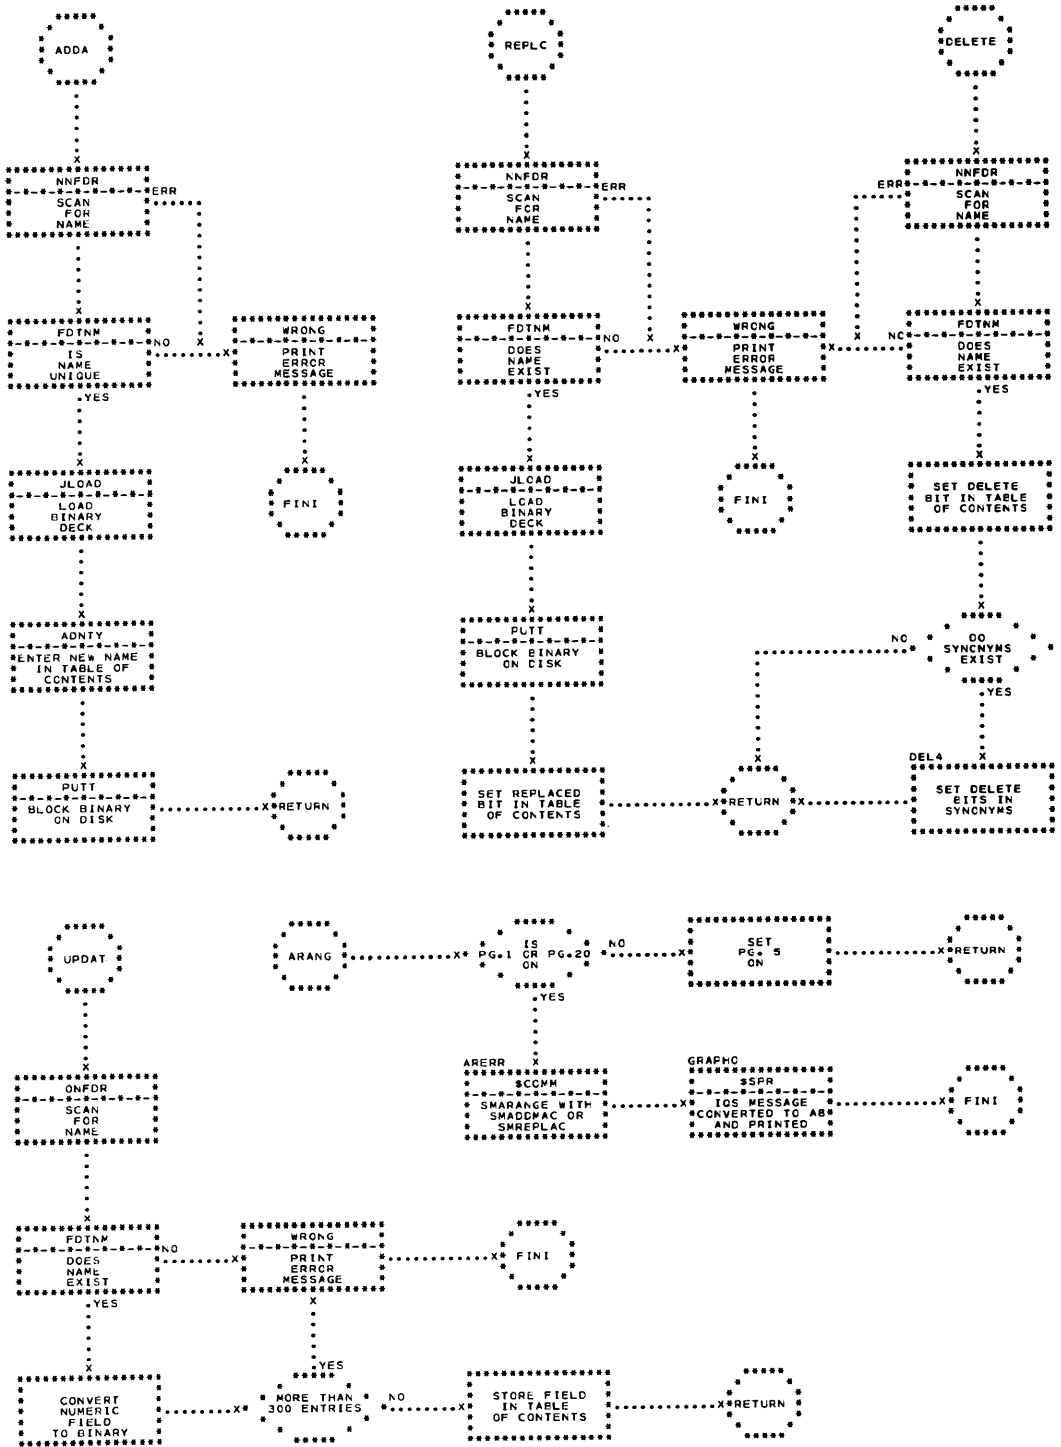 ADDA
REPLC
DELETE
NNFDR
ERR
SCAN
FOR
NAME
NNFDR
ERR
SCAN
FOR
NAME
NNFDR
ERR
SCAN
FOR
NAME
FDTNM
NO
IS
NAME
UNIQUE
YES
WRONG
PRINT
ERROR
MESSAGE
FDTNM
NO
DOES
NAME
EXIST
YES
WRONG
PRINT
ERROR
MESSAGE
FDTNM
NO
DOES
NAME
EXIST
YES
JLOAD
LOAD
BINARY
DECK
FINI
JLOAD
LOAD
BINARY
DECK
FINI
SET DELETE
BIT IN TABLE
OF CONTENTS
ADNTY
ENTER NEW NAME
IN TABLE OF
CONTENTS
PUTT
BLOCK BINARY
ON DISK
NO
DO
SYNONYMS
EXIST
YES
PUTT
BLOCK BINARY
ON DISK
RETURN
SET REPLACED
BIT IN TABLE
OF CONTENTS
RETURN
DEL4
SET DELETE
BITS IN
SYNONYMS
UPDAT
ARANG
IS
PG.1 OR PG.20
ON
NO
YES
SET
PG. 5
ON
RETURN
ONFDR
SCAN
FOR
NAME
ARERR
$COMM
SMARANGE WITH
SMADDMAC OR
SMREPLAC
GRAPHC
$SPR
IOS MESSAGE
CONVERTED TO A8
AND PRINTED
FINI
FDTNM
NO
DOES
NAME
EXIST
YES
WRONG
PRINT
ERROR
MESSAGE
FINI
YES
CONVERT
NUMERIC
FIELD
TO BINARY
MORE THAN
300 ENTRIES
NO
STORE FIELD
IN TABLE
OF CONTENTS
RETURN